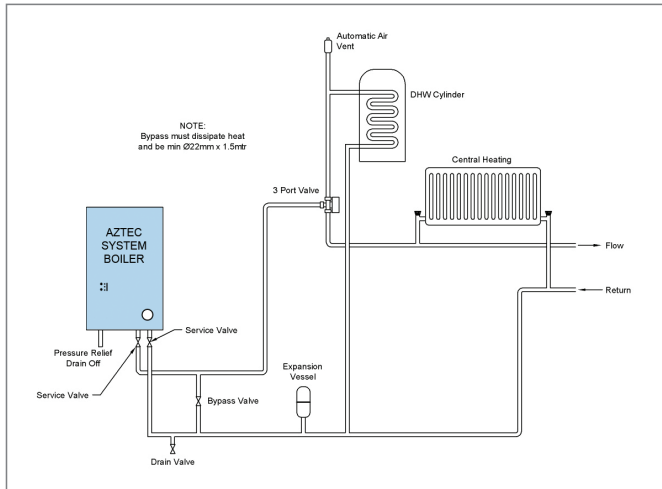 Automatic Air
Vent
DHW Cylinder
NOTE:
Bypass must dissipate heat
and be min Ø22mm x 1.5mtr
Central Heating
3 Port Valve
AZTEC
SYSTEM
BOILER
Flow
Return
Service Valve
Pressure Relief
Drain Off
Expansion
Vessel
Service Valve
Bypass Valve
Drain Valve